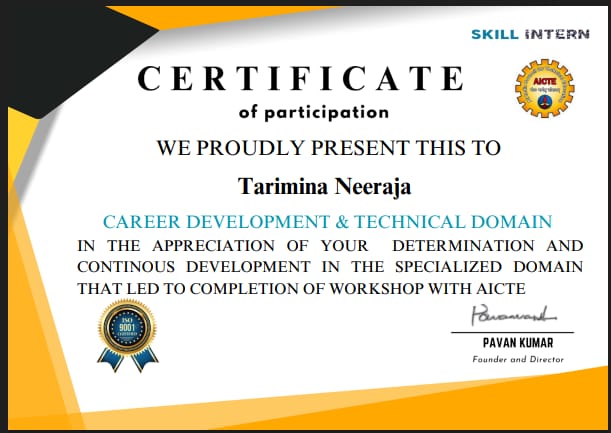 SKILL INTERN
CERTIFICATE
AICTE
of participation
WE PROUDLY PRESENT THIS TO
Tarimina Neeraja
CAREER DEVELOPMENT & TECHNICAL DOMAIN
IN THE APPRECIATION OF YOUR DETERMINATION AND
CONTINOUS DEVELOPMENT IN THE SPECIALIZED DOMAIN
THAT LED TO COMPLETION OF WORKSHOP WITH AICTE
ISO
9001
CERTIFIED
PAVAN KUMAR
Founder and Director